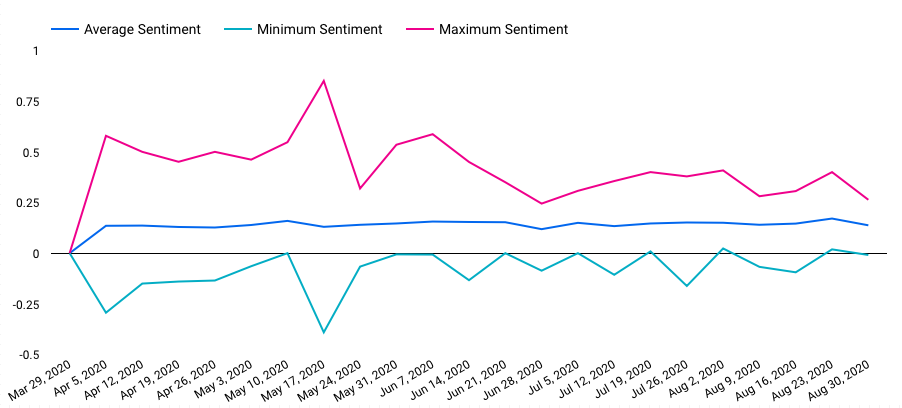 Average Sentiment Minimum Sentiment Maximum Sentiment
1
0.75
0.5
0.25
0
-0.25
-0.5
Mar 29, 2020
Apr 5, 2020
Apr 12, 2020
Apr 19, 2020
Apr 26, 2020
May 3, 2020
May 10, 2020
May 17, 2020
May 24, 2020
May 31, 2020
Jun 7, 2020
Jun 14, 2020
Jun 21, 2020
Jun 28, 2020
Jul 5, 2020
Jul 12, 2020
Jul 19, 2020
Jul 26, 2020
Aug 2, 2020
Aug 9, 2020
Aug 16, 2020
Aug 23, 2020
Aug 30, 2020